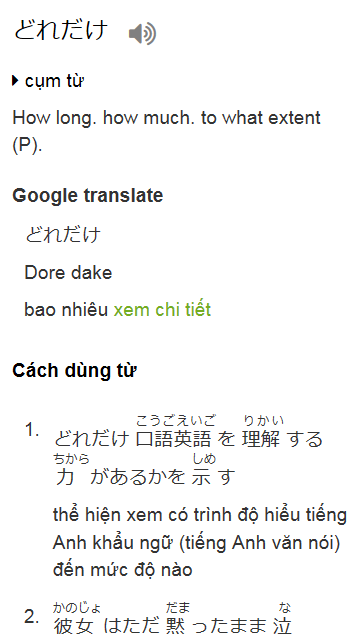 どれだけ
cụm từ
How long. how much. to what extent
(P).
Google translate
どれだけ
Dore dake
bao nhiêu xem chi tiết
Cách dùng từ
こうごえいご りかい
1. どれだけ 口語英語 を 理解 する
ちから しめ
力 があるかを 示 す
thể hiện xem có trình độ hiểu tiếng
Anh khẩu ngữ (tiếng Anh văn nói)
đến mức độ nào
かのじょ だま な
2. 彼女 はただ 黙 ったまま 泣